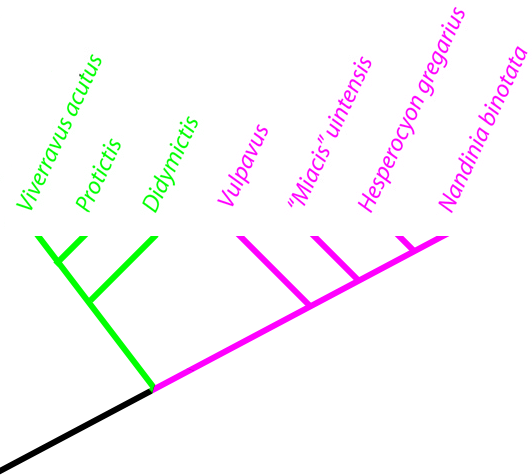 Viverravus acutus
Protictis
Didymictis
Vulpavus
"Miacis" uintensis
Hesperocyon gregarius
Nandinia binotata